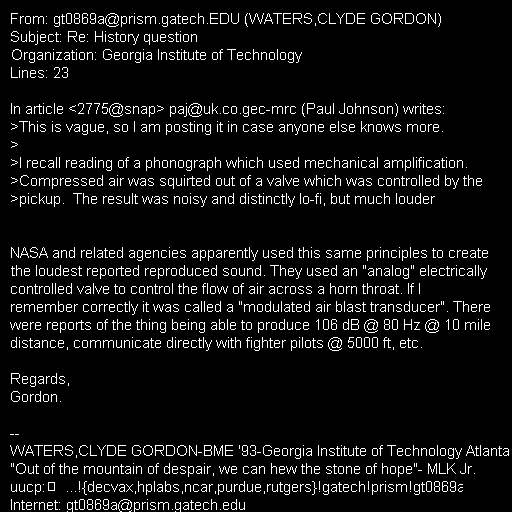 From: gt0869a@prism.gatech.EDU (WATERS,CLYDE GORDON)
Subject: Re: History question
Organization: Georgia Institute of Technology
Lines: 23

In article <2775@snap> paj@uk.co.gec-mrc (Paul Johnson) writes:
>This is vague, so I am posting it in case anyone else knows more.
>
>I recall reading of a phonograph which used mechanical amplification.
>Compressed air was squirted out of a valve which was controlled by the
>pickup.  The result was noisy and distinctly lo-fi, but much louder

NASA and related agencies apparently used this same principles to create
the loudest reported reproduced sound. They used an "analog" electrically
controlled valve to control the flow of air across a horn throat. If I
remember correctly it was called a "modulated air blast transducer". There
were reports of the thing being able to produce 106 dB @ 80 Hz @ 10 mile
distance, communicate directly with fighter pilots @ 5000 ft, etc.

Regards,
Gordon.

--
WATERS,CLYDE GORDON-BME '93-Georgia Institute of Technology Atlanta
"Out of the mountain of despair, we can hew the stone of hope"- MLK Jr.
uucp: ...!{decvax,hplabs,ncar,purdue,rutgers}!gatech!prism!gt0869a
Internet: gt0869a@prism.gatech.edu